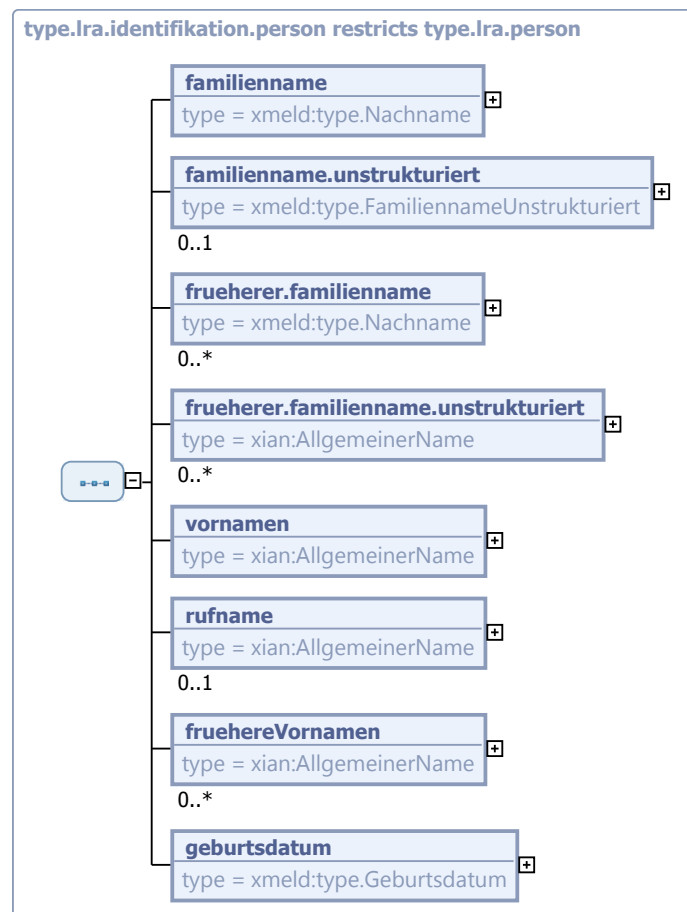 type.lra.identifikation.person restricts type.lra.person
familienname
type = xmeld:type.Nachname
familienname.unstrukturiert
type = xmeld:type.FamiliennameUnstrukturiert
0..1
frueherer.familienname
type = xmeld:type.Nachname
0..*
frueherer.familienname.unstrukturiert
type = xian:AllgemeinerName
0..*
vornamen
type = xian:AllgemeinerName
rufname
type = xian:AllgemeinerName
0..1
fruehereVornamen
type = xian:AllgemeinerName
0..*
geburtsdatum
type = xmeld:type.Geburtsdatum